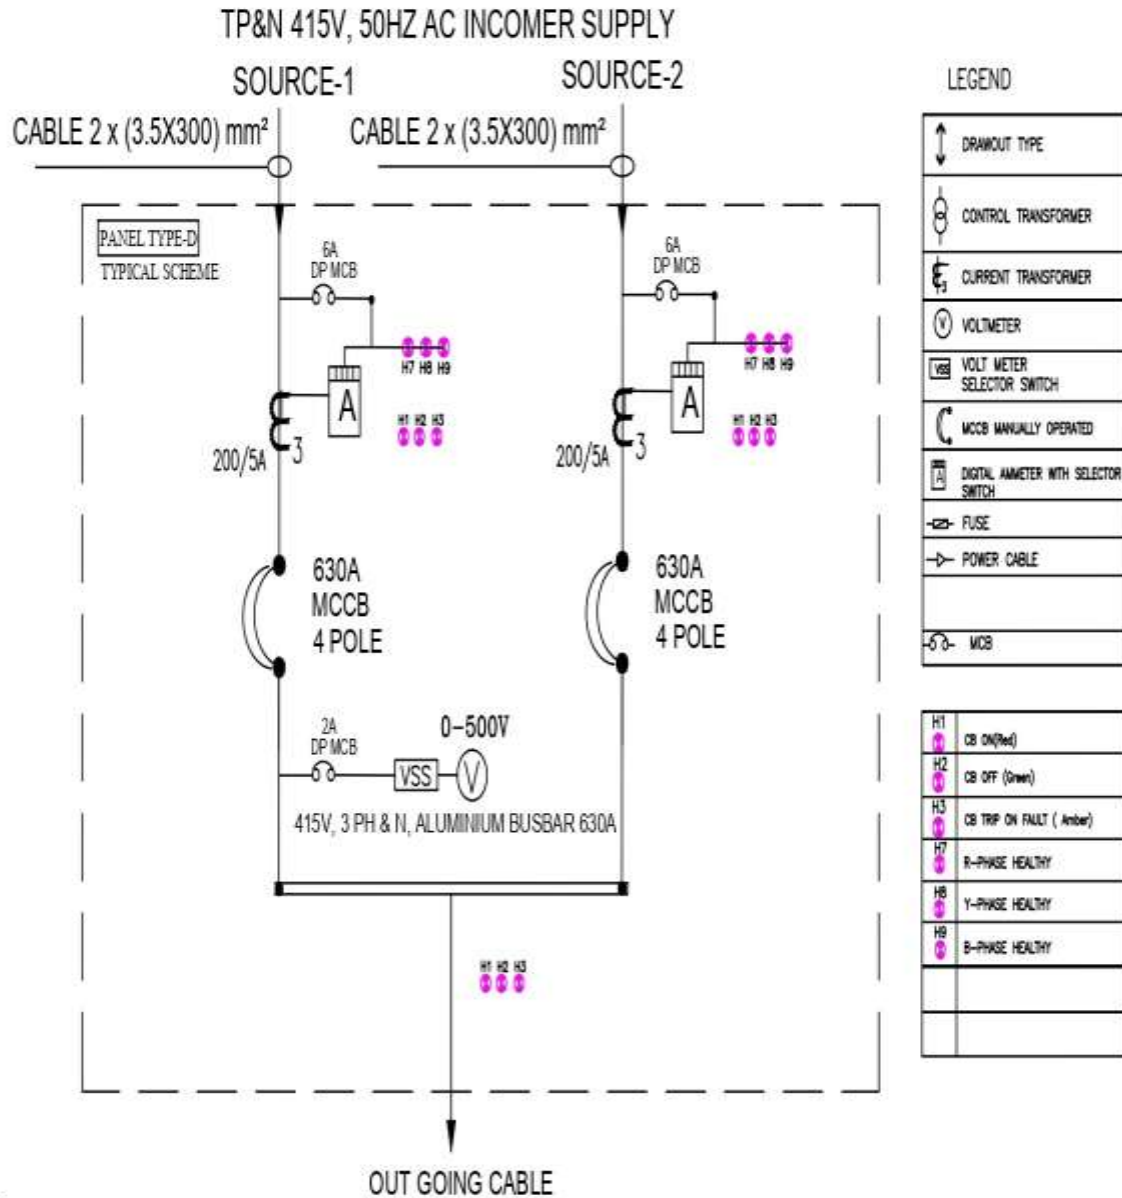 TP&N 415V, 50HZ AC INCOMER SUPPLY
SOURCE-1
SOURCE-2
CABLE 2 x (3.5X300) mm²
CABLE 2 x (3.5X300) mm²
PANEL TYPE-D
TYPICAL SCHEME
6A
DP MCB
H7 H8 H9
A
H1 H2 H3
200/5A
3
630A
MCCB
4 POLE
6A
DP MCB
H7 H8 H9
A
H1 H2 H3
200/5A
3
630A
MCCB
4 POLE
2A
DP MCB
VSS
0-500V
V
415V, 3 PH & N, ALUMINIUM BUSBAR 630A
H1 H2 H3
OUT GOING CABLE
LEGEND
DRAWOUT TYPE
CONTROL TRANSFORMER
3 CURRENT TRANSFORMER
V VOLTMETER
VSS VOLT METER
SELECTOR SWITCH
MCCB MANUALLY OPERATED
A DIGITAL AMMETER WITH SELECTOR
SWITCH
FUSE
POWER CABLE
MCB
H1 CB ON(Red)
H2 CB OFF (Green)
H3 CB TRIP ON FAULT ( Amber)
H7 R-PHASE HEALTHY
H8 Y-PHASE HEALTHY
H9 B-PHASE HEALTHY